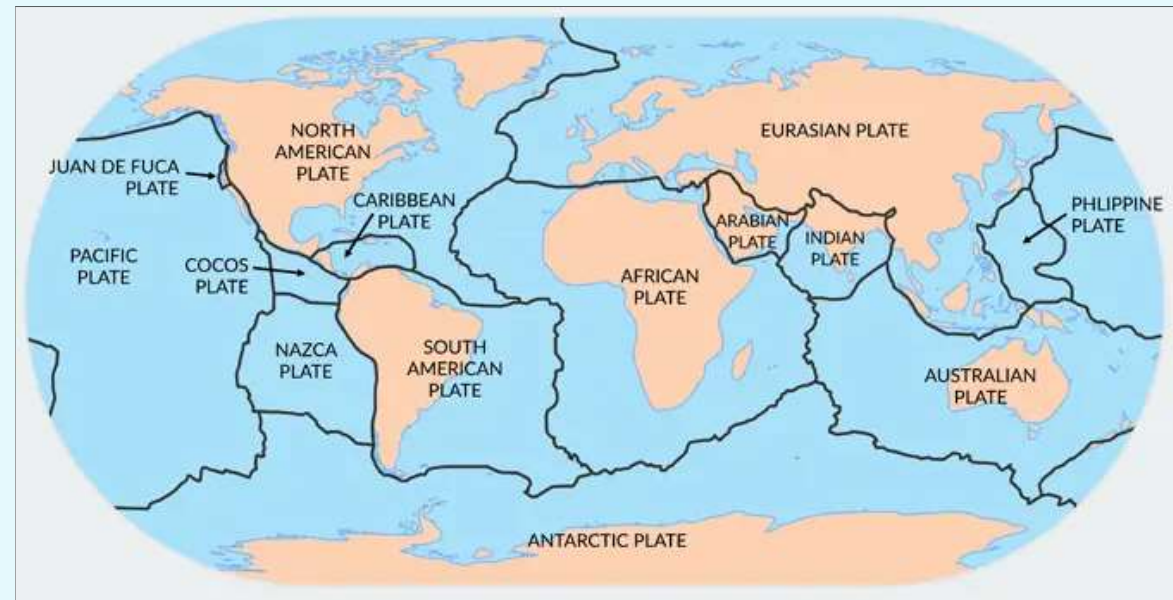 NORTH
AMERICAN
PLATE
EURASIAN PLATE
JUAN DE FUCA
PLATE
CARIBBEAN
PLATE
PHLIPPINE
PLATE
ARABIAN
PLATE
INDIAN
PLATE
PACIFIC
PLATE
COCOS
PLATE
AFRICAN
PLATE
NAZCA
PLATE
SOUTH
AMERICAN
PLATE
AUSTRALIAN
PLATE
ANTARCTIC PLATE